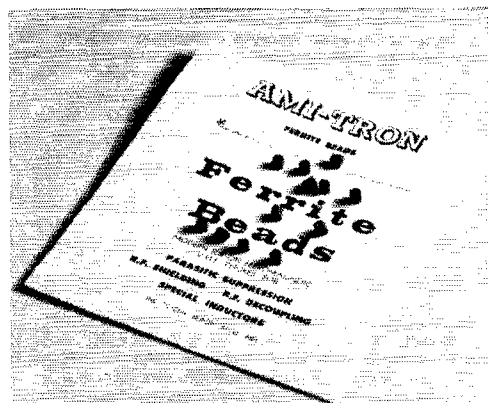 AMI-TRON
FERRITE BEADS
Ferrite
Beads
PARASITIC SUPPRESSION
R.F. SHIELDING R.F. DECOUPLING
SPECIAL INDUCTORS